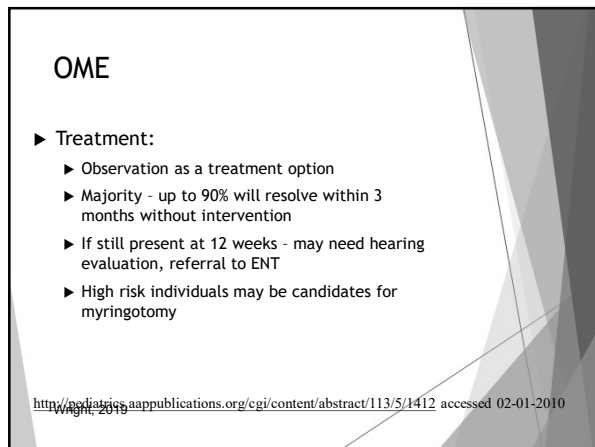 OME
▶ Treatment:
▶ Observation as a treatment option
▶ Majority - up to 90% will resolve within 3
months without intervention
▶ If still present at 12 weeks - may need hearing
evaluation, referral to ENT
▶ High risk individuals may be candidates for
myringotomy
http://pediatrics.aappublications.org/cgi/content/abstract/113/5/1412 accessed 02-01-2010
Wright, 2019